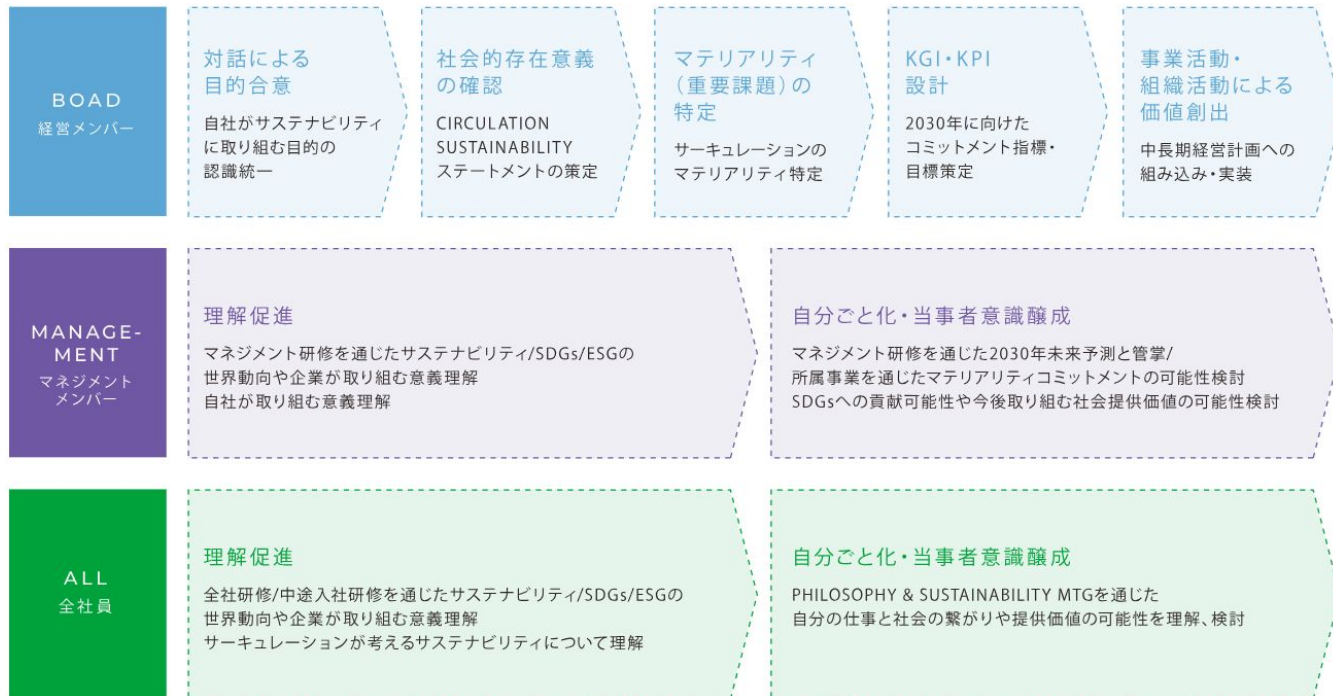 BOAD
経営メンバー
対話による
目的合意
自社がサステナビリティ
に取り組む目的の
認識統一
社会的存在意義
の確認
CIRCULATION
SUSTAINABILITY
ステートメントの策定
マテリアリティ
（重要課題）の
特定
サーキュレーションの
マテリアリティ特定
KGI・KPI
設計
2030年に向けた
コミットメント指標・
目標策定
事業活動・
組織活動による
価値創出
中長期経営計画への
組み込み・実装
MANAGE-
MENT
マネジメント
メンバー
理解促進
マネジメント研修を通じたサステナビリティ/SDGs/ESGの
世界動向や企業が取り組む意義理解
自社が取り組む意義理解
自分ごと化・当事者意識醸成
マネジメント研修を通じた2030年未来予測と管掌/
所属事業を通じたマテリアリティコミットメントの可能性検討
SDGsへの貢献可能性や今後取り組む社会提供価値の可能性検討
ALL
全社員
理解促進
全社研修/中途入社研修を通じたサステナビリティ/SDGs/ESGの
世界動向や企業が取り組む意義理解
サーキュレーションが考えるサステナビリティについて理解
自分ごと化・当事者意識醸成
PHILOSOPHY & SUSTAINABILITY MTGを通じた
自分の仕事と社会の繋がりや提供価値の可能性を理解、検討